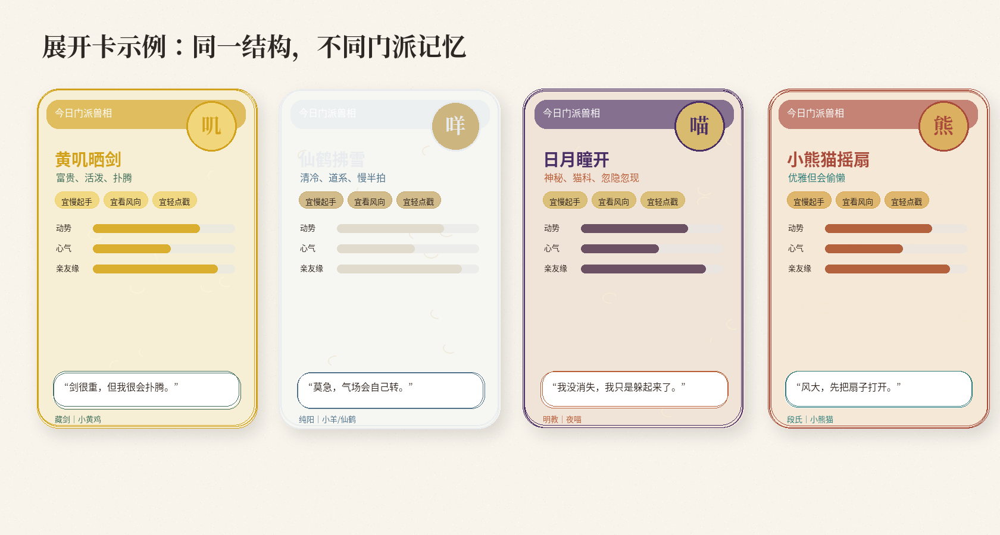 展开卡示例：同一结构，不同门派记忆
今日门派兽相
叽
黄叽晒剑
富贵、活泼、扑腾
宜慢起手 宜看风向 宜轻点戳
动势
心气
亲友缘
“剑很重，但我很会扑腾。”
藏剑｜小黄鸡
今日门派兽相
咩
仙鹤拂雪
清冷、道系、慢半拍
宜慢起手 宜看风向 宜轻点戳
动势
心气
亲友缘
“莫急，气场会自己转。”
纯阳｜小羊/仙鹤
今日门派兽相
喵
日月瞳开
神秘、猫科、忽隐忽现
宜慢起手 宜看风向 宜轻点戳
动势
心气
亲友缘
“我没消失，我只是躲起来了。”
明教｜夜喵
今日门派兽相
熊
小熊猫摇扇
优雅但会偷懒
宜慢起手 宜看风向 宜轻点戳
动势
心气
亲友缘
“风大，先把扇子打开。”
段氏｜小熊猫